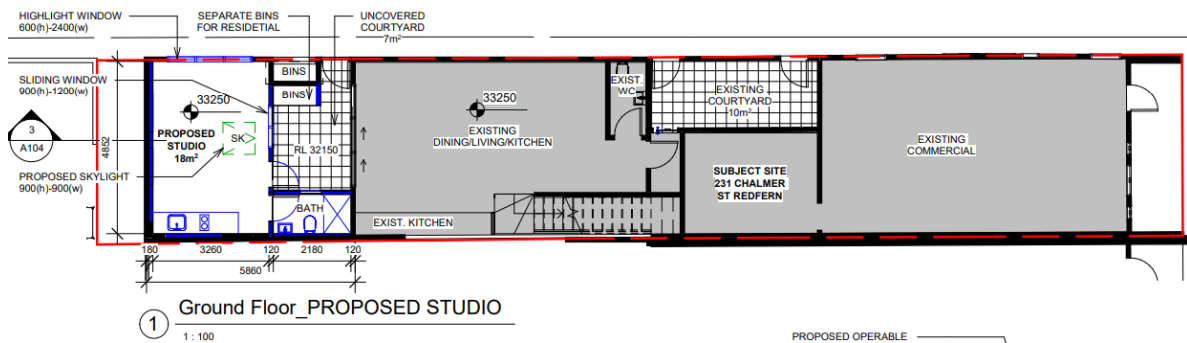 HIGHLIGHT WINDOW
600(h)-2400(w)
SEPARATE BINS
FOR RESIDETIAL
UNCOVERED
COURTYARD
7m²
SLIDING WINDOW
900(h)-1200(w)
3
A104
4852
PROPOSED SKYLIGHT
900(h)-900(w)
33250
PROPOSED
STUDIO
18m²
SK
BINS
BINS
RL 32150
BATH
33250
EXISTING
DINING/LIVING/KITCHEN
EXIST. KITCHEN
EXIST.
WC
EXISTING
COURTYARD
10m²
SUBJECT SITE
231 CHALMER
ST REDFERN
EXISTING
COMMERCIAL
180
3260
120
2180
120
5860
1
Ground Floor_PROPOSED STUDIO
1 : 100
PROPOSED OPERABLE